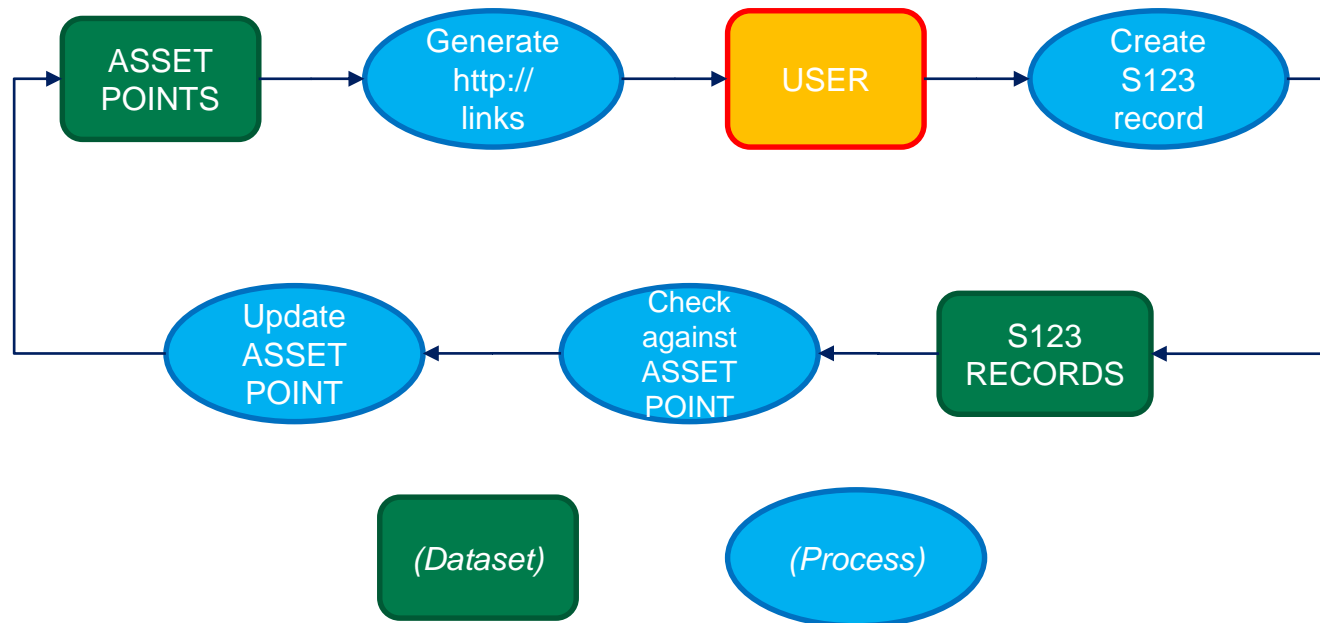 ASSET
POINTS
Generate
http://
links
USER
Create
S123
record
Update
ASSET
POINT
Check
against
ASSET
POINT
S123
RECORDS
(Dataset)
(Process)